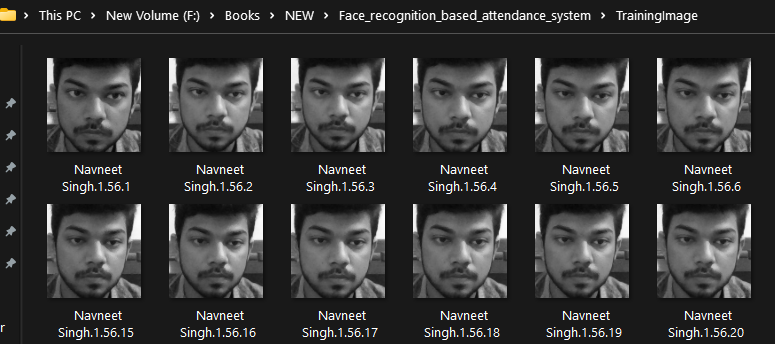 This PC > New Volume (F:) > Books > NEW > Face_recognition_based_attendance_system > TrainingImage
Navneet
Singh.1.56.1
Navneet
Singh.1.56.2
Navneet
Singh.1.56.3
Navneet
Singh.1.56.4
Navneet
Singh.1.56.5
Navneet
Singh.1.56.6
Navneet
Singh.1.56.15
Navneet
Singh.1.56.16
Navneet
Singh.1.56.17
Navneet
Singh.1.56.18
Navneet
Singh.1.56.19
Navneet
Singh.1.56.20
r